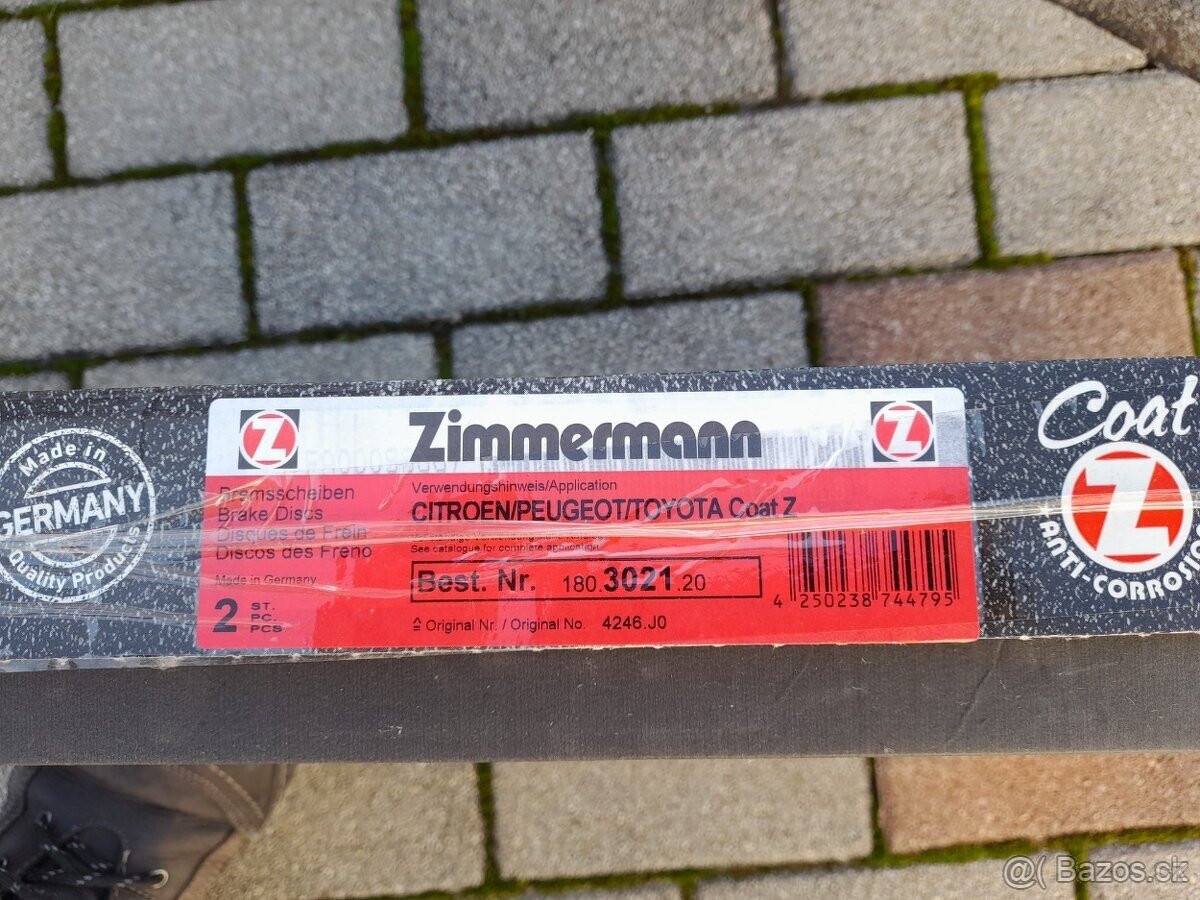 Made in
GERMANY
Quality Products
Z
Zimmermann
Z
Bremsscheiben
Brake Discs
Disques de Frein
Discos des Freno
Made in Germany
2 ST.
PC.
PCS.
Verwendungshinweis/Application
CITROEN/PEUGEOT/TOYOTA Coat Z
See catalogue for complete application
Best. Nr. 180.3021.20
≙ Original Nr. / Original No. 4246.J0
4 250238 744795
Coat
Z
ANTI-CORROSION
@() Bazos.sk